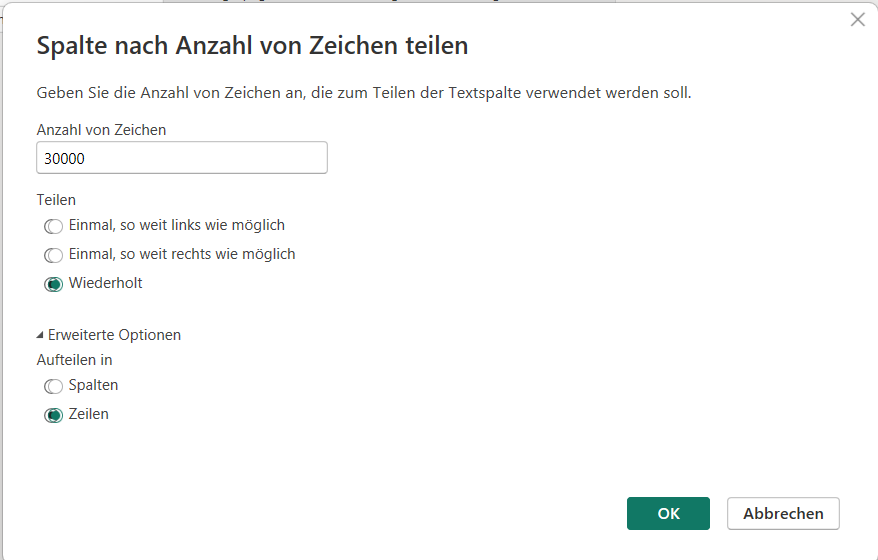 Spalte nach Anzahl von Zeichen teilen
Geben Sie die Anzahl von Zeichen an, die zum Teilen der Textspalte verwendet werden soll.
Anzahl von Zeichen
30000
Teilen
Einmal, so weit links wie möglich
Einmal, so weit rechts wie möglich
Wiederholt
Erweiterte Optionen
Aufteilen in
Spalten
Zeilen
OK
Abbrechen